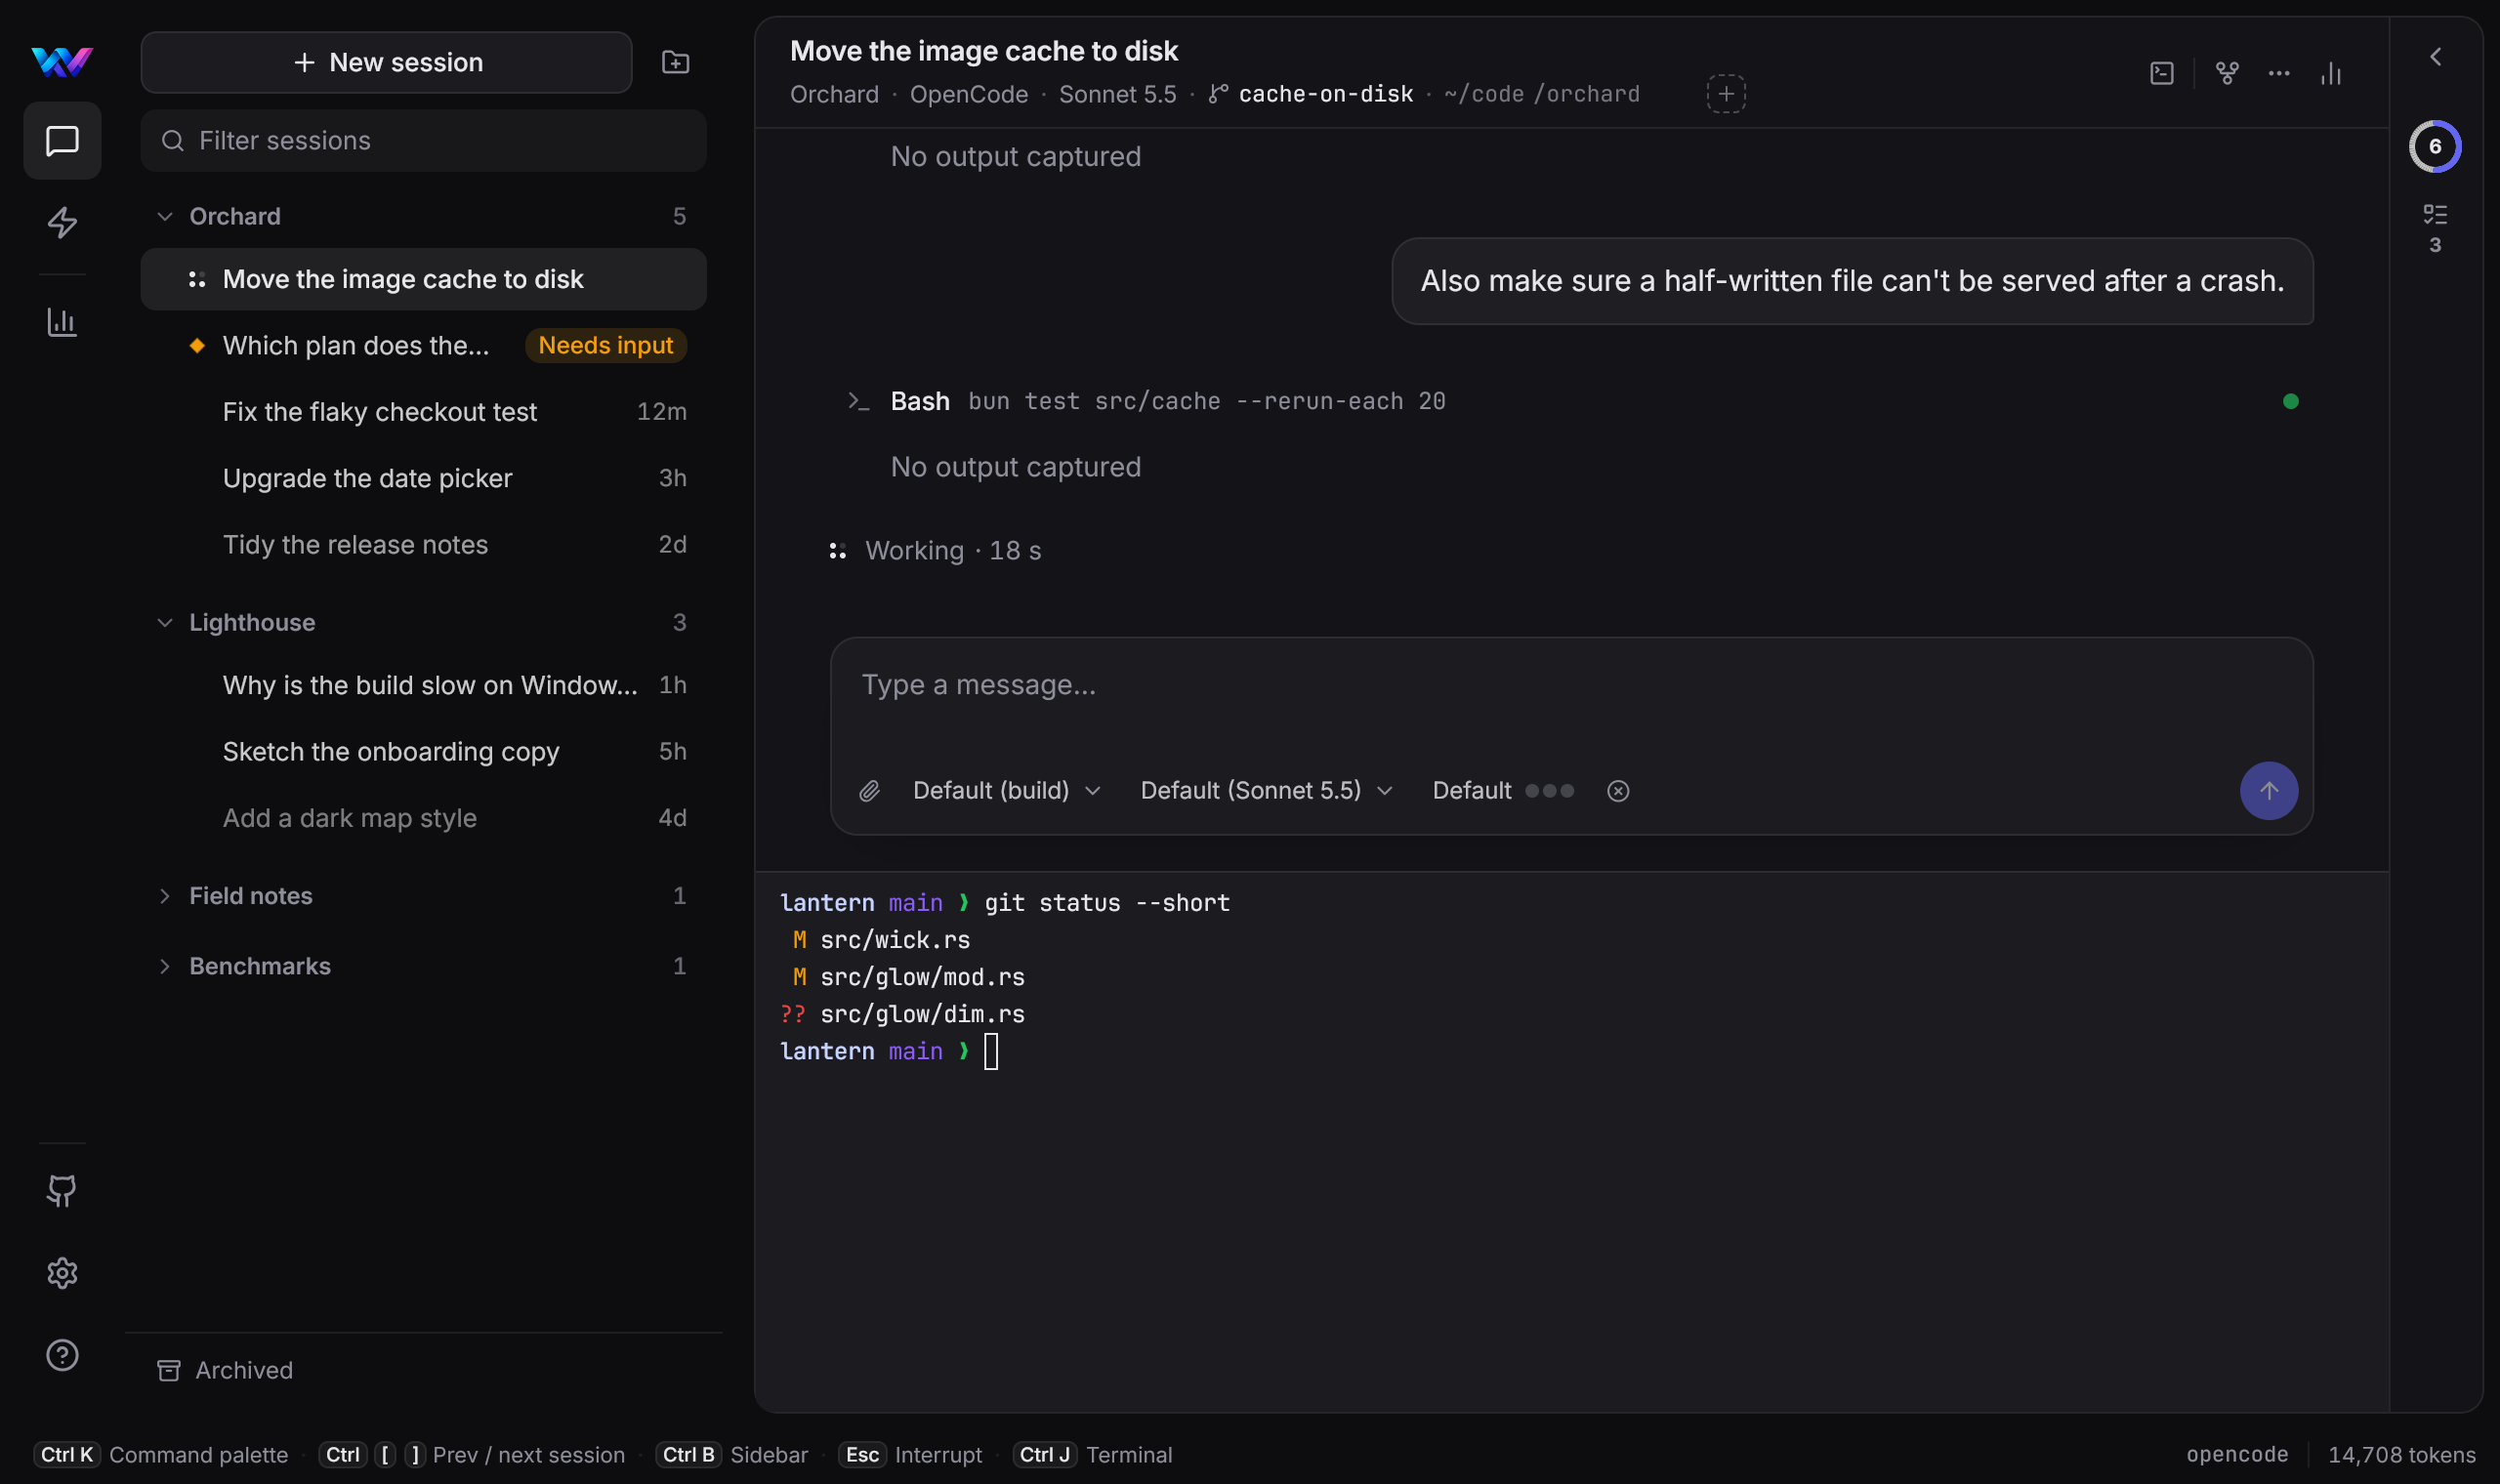 New session
Filter sessions
Orchard 5
Move the image cache to disk
Which plan does the... Needs input
Fix the flaky checkout test 12m
Upgrade the date picker 3h
Tidy the release notes 2d
Lighthouse 3
Why is the build slow on Window... 1h
Sketch the onboarding copy 5h
Add a dark map style 4d
Field notes 1
Benchmarks 1
Archived
Move the image cache to disk
Orchard · OpenCode · Sonnet 5.5 · cache-on-disk · ~/code /orchard
No output captured
Also make sure a half-written file can't be served after a crash.
>_ Bash bun test src/cache --rerun-each 20
No output captured
Working · 18 s
Type a message...
Default (build) Default (Sonnet 5.5) Default
lantern main ❯ git status --short
M src/wick.rs
M src/glow/mod.rs
?? src/glow/dim.rs
lantern main ❯
6
3
Ctrl K Command palette · Ctrl [ ] Prev / next session · Ctrl B Sidebar · Esc Interrupt · Ctrl J Terminal
opencode 14,708 tokens